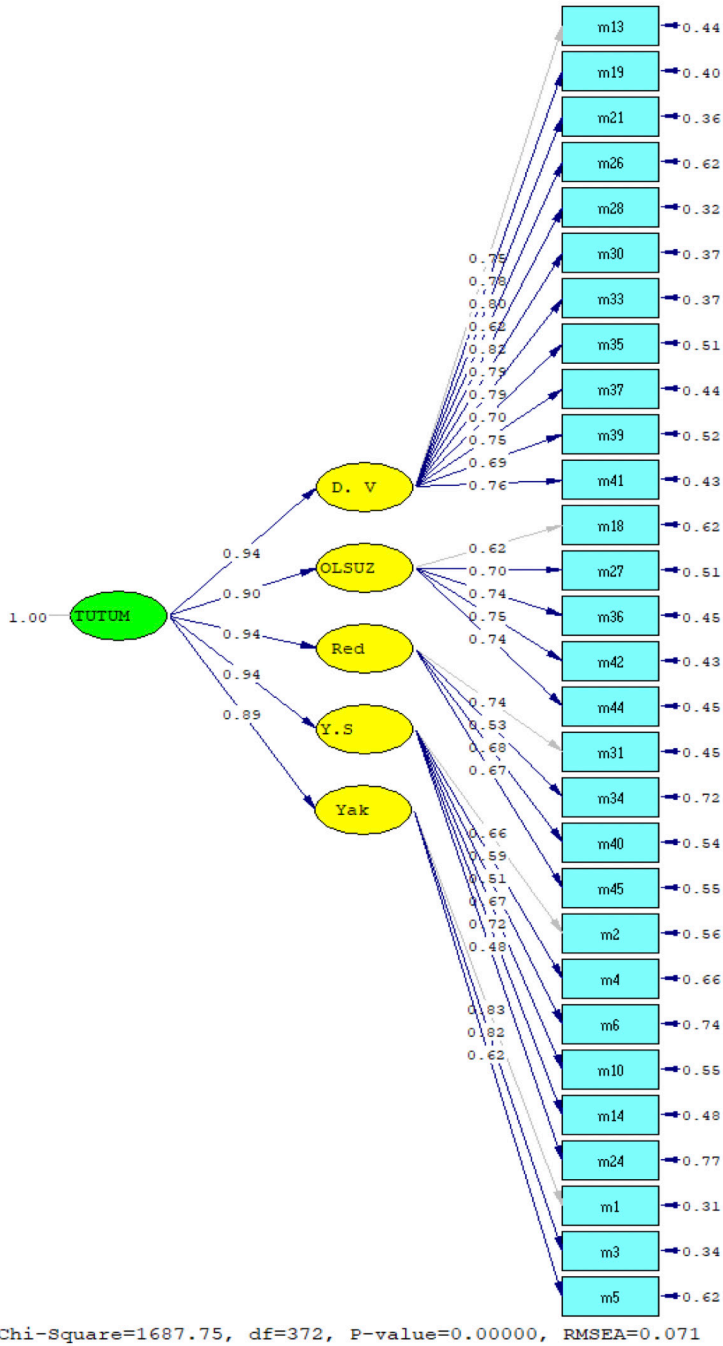 m13 0.44
m19 0.40
m21 0.36
m26 0.62
m28 0.32
0.75 m30 0.37
0.78
0.80 m33 0.37
0.62
0.82 m35 0.51
0.79
0.79 m37 0.44
0.70
0.75 m39 0.52
0.69
0.76 m41 0.43
D. V
m18 0.62
0.62
0.94
OLSUZ 0.70 m27 0.51
0.90
0.74 m36 0.45
1.00 TUTUM
0.75
0.94 Red 0.74 m42 0.43
0.94 m44 0.45
0.89 Y.S 0.74
0.53 m31 0.45
0.68
0.67 m34 0.72
Yak
0.66 m40 0.54
0.59
0.51 m45 0.55
0.67
0.72 m2 0.56
0.48
m4 0.66
0.83 m6 0.74
0.82
0.62 m10 0.55
m14 0.48
m24 0.77
m1 0.31
m3 0.34
m5 0.62
Chi-Square=1687.75, df=372, P-value=0.00000, RMSEA=0.071